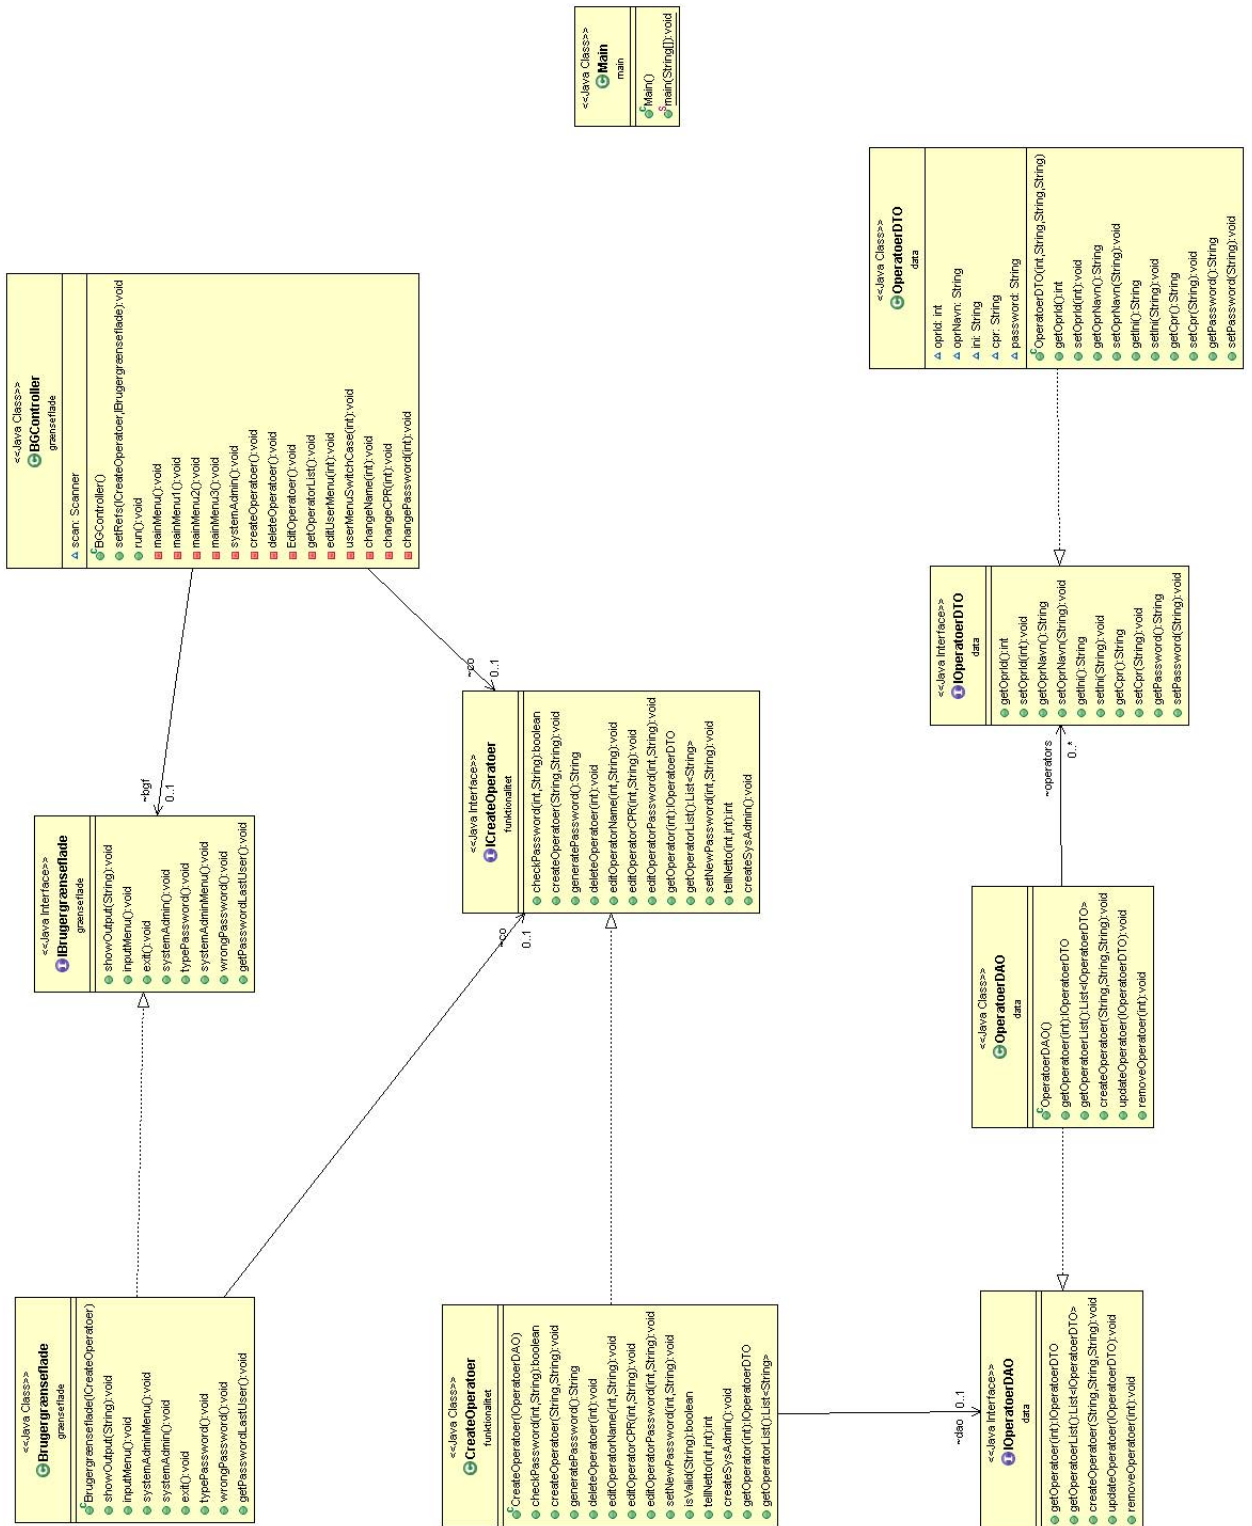 <<Java Class>>
Main
main
Main()
main(String[]):void
<<Java Class>>
BGController
grænseflade
scan: Scanner
BGController()
setRefs(ICreateOperatoer,IBrugergrænseflade):void
run():void
mainMenu():void
mainMenu1():void
mainMenu2():void
mainMenu3():void
systemAdmin():void
createOperatoer():void
deleteOperatoer():void
EditOperatoer():void
getOperatorList():void
editUserMenu(int):void
userMenuSwitchCase(int):void
changeName(int):void
changeCPR(int):void
changePassword(int):void
<<Java Class>>
OperatoerDTO
data
oprId: int
oprNavn: String
ini: String
cpr: String
password: String
OperatoerDTO(int,String,String,String)
getOprId():int
setOprId(int):void
getOprNavn():String
setOprNavn(String):void
getIni():String
setIni(String):void
getCpr():String
setCpr(String):void
getPassword():String
setPassword(String):void
~bgf
0..1
~co
0..1
<<Java Interface>>
IBrugergrænseflade
grænseflade
showOutput(String):void
inputMenu():void
exit():void
systemAdmin():void
typePassword():void
systemAdminMenu():void
wrongPassword():void
getPasswordLastUser():void
<<Java Interface>>
ICreateOperatoer
funktionalitet
checkPassword(int,String):boolean
createOperatoer(String,String):void
generatePassword():String
deleteOperatoer(int):void
editOperatorName(int,String):void
editOperatorCPR(int,String):void
editOperatorPassword(int,String):void
getOperator(int):IOperatoerDTO
getOperatorList():List<String>
setNewPassword(int,String):void
tellNetto(int,int):int
createSysAdmin():void
<<Java Interface>>
IOperatoerDTO
data
getOprId():int
setOprId(int):void
getOprNavn():String
setOprNavn(String):void
getIni():String
setIni(String):void
getCpr():String
setCpr(String):void
getPassword():String
setPassword(String):void
~co
0..1
~operators
0..*
<<Java Class>>
OperatoerDAO
data
OperatoerDAO()
getOperatoer(int):IOperatoerDTO
getOperatoerList():List<IOperatoerDTO>
createOperatoer(String,String,String):void
updateOperatoer(IOperatoerDTO):void
removeOperatoer(int):void
<<Java Class>>
Brugergrænseflade
grænseflade
Brugergrænseflade(ICreateOperatoer)
showOutput(String):void
inputMenu():void
systemAdminMenu():void
systemAdmin():void
exit():void
typePassword():void
wrongPassword():void
getPasswordLastUser():void
<<Java Class>>
CreateOperatoer
funktionalitet
CreateOperatoer(IOperatoerDAO)
checkPassword(int,String):boolean
createOperatoer(String,String):void
generatePassword():String
deleteOperatoer(int):void
editOperatorName(int,String):void
editOperatorCPR(int,String):void
editOperatorPassword(int,String):void
setNewPassword(int,String):void
isValid(String):boolean
tellNetto(int,int):int
createSysAdmin():void
getOperator(int):IOperatoerDTO
getOperatorList():List<String>
~dao
0..1
<<Java Interface>>
IOperatoerDAO
data
getOperatoer(int):IOperatoerDTO
getOperatoerList():List<IOperatoerDTO>
createOperatoer(String,String,String):void
updateOperatoer(IOperatoerDTO):void
removeOperatoer(int):void